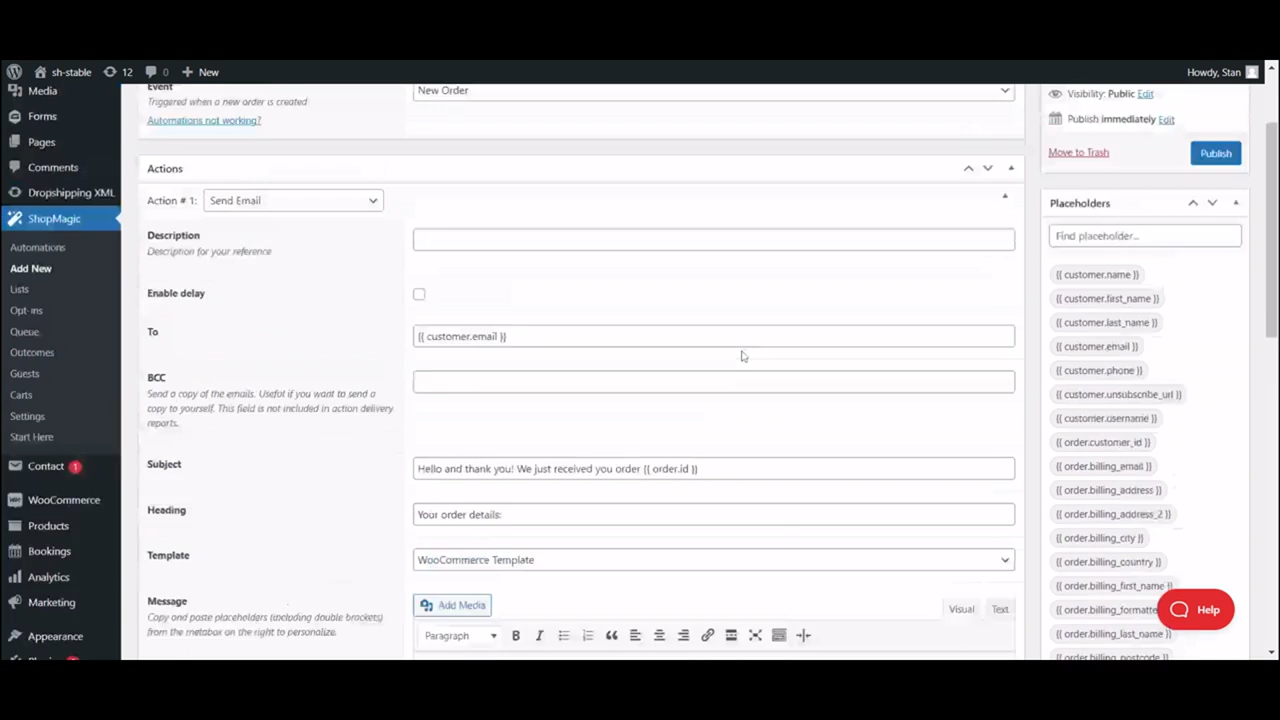 sh-stable 12 0 New Howdy, Stan
Media
Forms
Pages
Comments
Dropshipping XML
ShopMagic
Automations
Add New
Lists
Opt-ins
Queue
Outcomes
Guests
Carts
Settings
Start Here
Contact 1
WooCommerce
Products
Bookings
Analytics
Marketing
Appearance
Event
Triggered when a new order is created
Automations not working?
New Order
Actions
Action # 1: Send Email
Description
Description for your reference
Enable delay
To
{{ customer.email }}
BCC
Send a copy of the emails. Usefot if you want to send a
copy to yourself. This field is not included in action delivery
reports.
Subject
Hello and thank you! We just received you order {{ order.id }}
Heading
Your order details:
Template
WooCommerce Template
Message
Copy and paste placeholders (including double brackets)
from the metabox on the right to personalize.
Add Media
Visual Text
Paragraph
Visibility: Public Edit
Publish immediately Edit
Move to Trash Publish
Placeholders
Find placeholder...
{{ customer.name }}
{{ customer.first_name }}
{{ customer.last_name }}
{{ customer.email }}
{{ customer.phone }}
{{ customer.unsubscribe_url }}
{{ customer.username }}
{{ order.customer_id }}
{{ order.billing_email }}
{{ order.billing_address }}
{{ order.billing_address_2 }}
{{ order.billing_city }}
{{ order.billing_country }}
{{ order.billing_first_name }}
{{ order.billing_formatte
{{ order.billing_last_name }}
{{ order.billing_postcode }}
Help